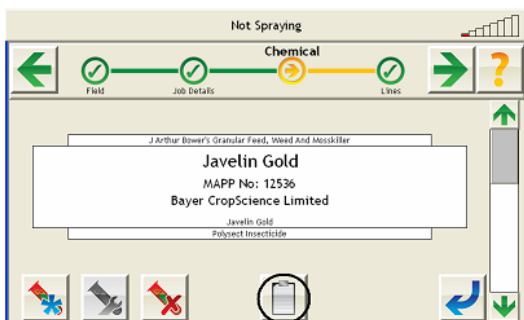 Not Spraying
Chemical
Field
Job Details
Lines
?
J Arthur Bower's Granular Feed, Weed And Mosskiller
Javelin Gold
MAPP No: 12536
Bayer CropScience Limited
Javelin Gold
Polysect Insecticide